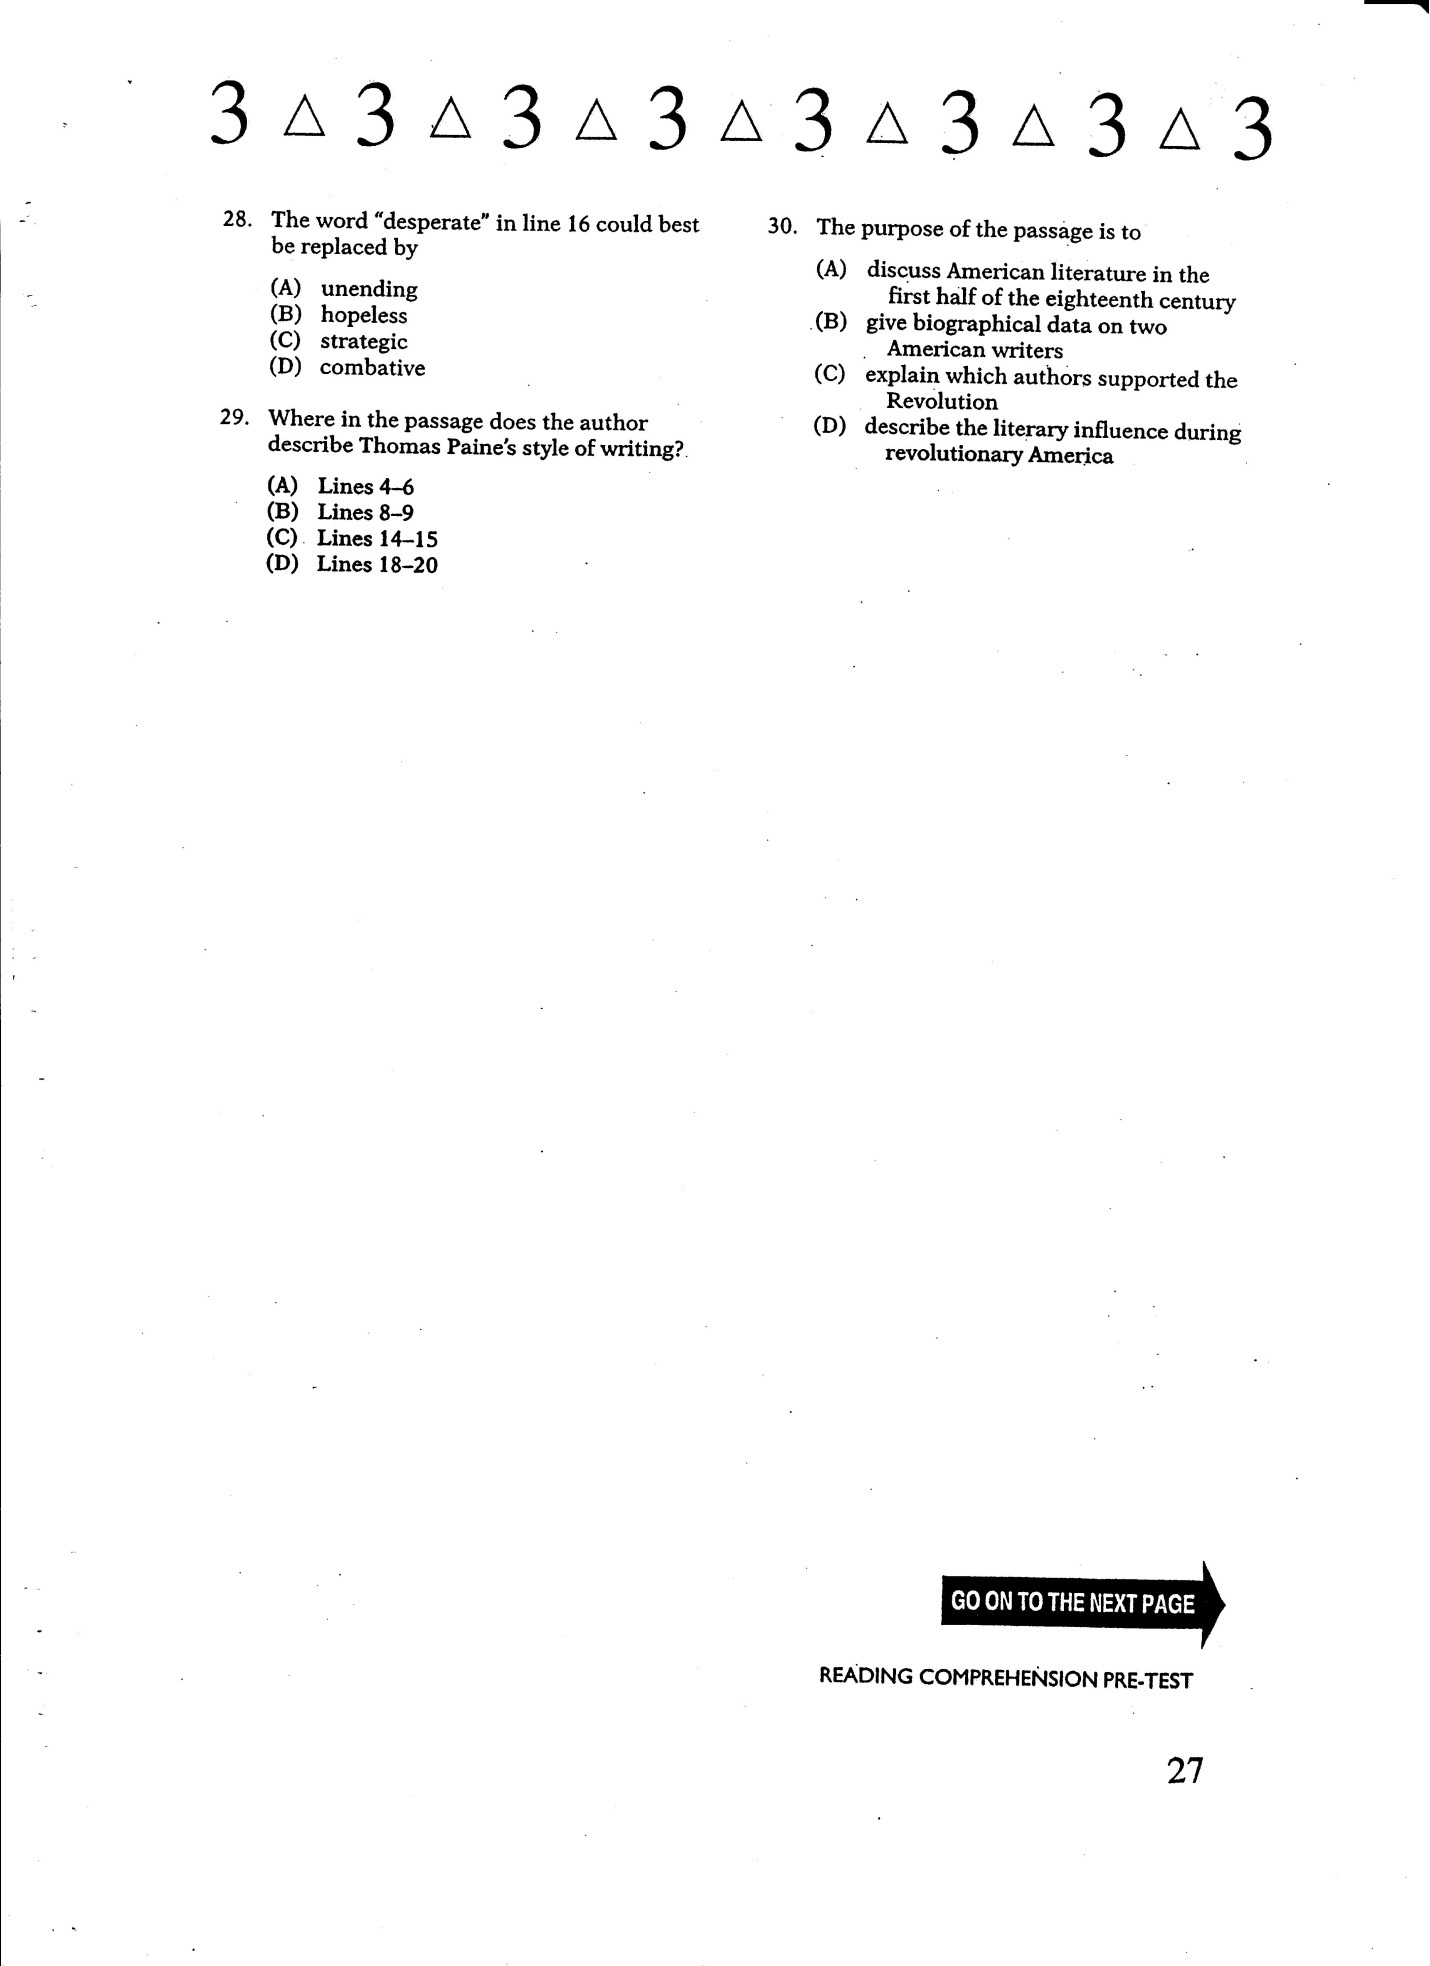 3 △ 3 △ 3 △ 3 △ 3 △ 3 △ 3 △ 3
28. The word “desperate” in line 16 could best
be replaced by
(A) unending
(B) hopeless
(C) strategic
(D) combative
29. Where in the passage does the author
describe Thomas Paine’s style of writing?
(A) Lines 4–6
(B) Lines 8–9
(C) Lines 14–15
(D) Lines 18–20
30. The purpose of the passage is to
(A) discuss American literature in the
first half of the eighteenth century
(B) give biographical data on two
American writers
(C) explain which authors supported the
Revolution
(D) describe the literary influence during
revolutionary America
GO ON TO THE NEXT PAGE
READING COMPREHENSION PRE-TEST
27